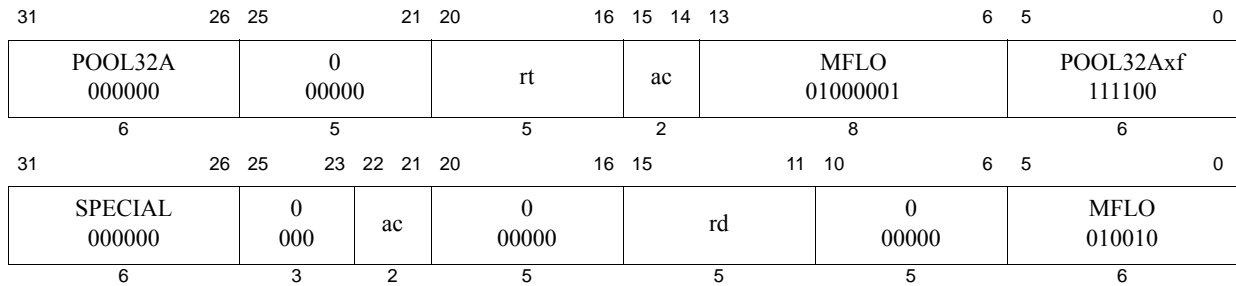 31 26 25 21 20 16 15 14 13 6 5 0
POOL32A 0 rt ac MFLO POOL32Axf
000000 00000 01000001 111100
6 5 5 2 8 6
31 26 25 23 22 21 20 16 15 11 10 6 5 0
SPECIAL 0 ac 0 rd 0 MFLO
000000 000 00000 00000 010010
6 3 2 5 5 5 6